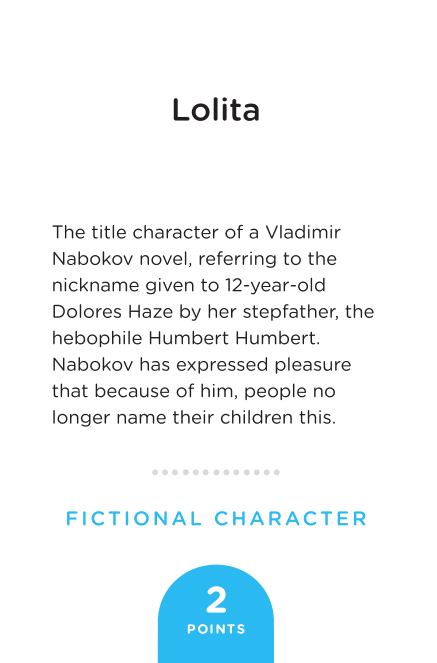 Lolita
The title character of a Vladimir
Nabokov novel, referring to the
nickname given to 12-year-old
Dolores Haze by her stepfather, the
hebophile Humbert Humbert.
Nabokov has expressed pleasure
that because of him, people no
longer name their children this.
FICTIONAL CHARACTER
2
POINTS